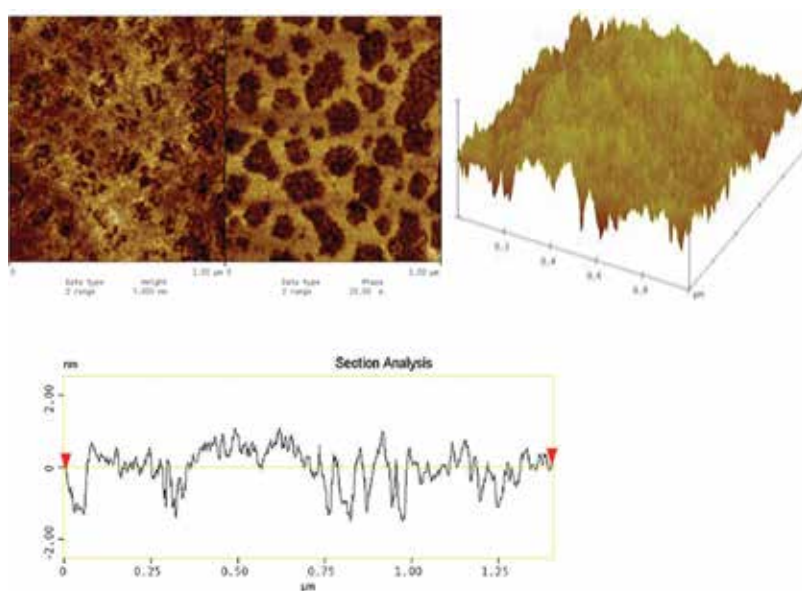 0 1.00 µm 0 1.00 µm
Data type Height Data type Phase
Z range 5.000 nm Z range 20.00
0.2 0.4 0.6 0.8 µm
nm Section Analysis
2.00
0
-2.00
0 0.25 0.50 0.75 1.00 1.25
µm